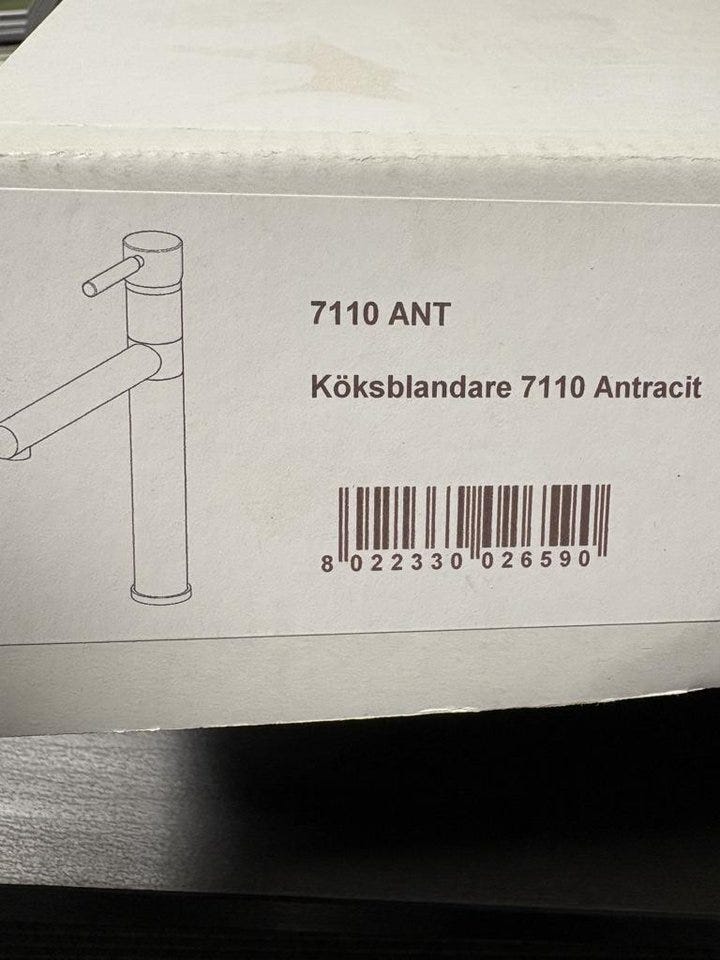 7110 ANT
Köksblandare 7110 Antracit
8 022330 026590